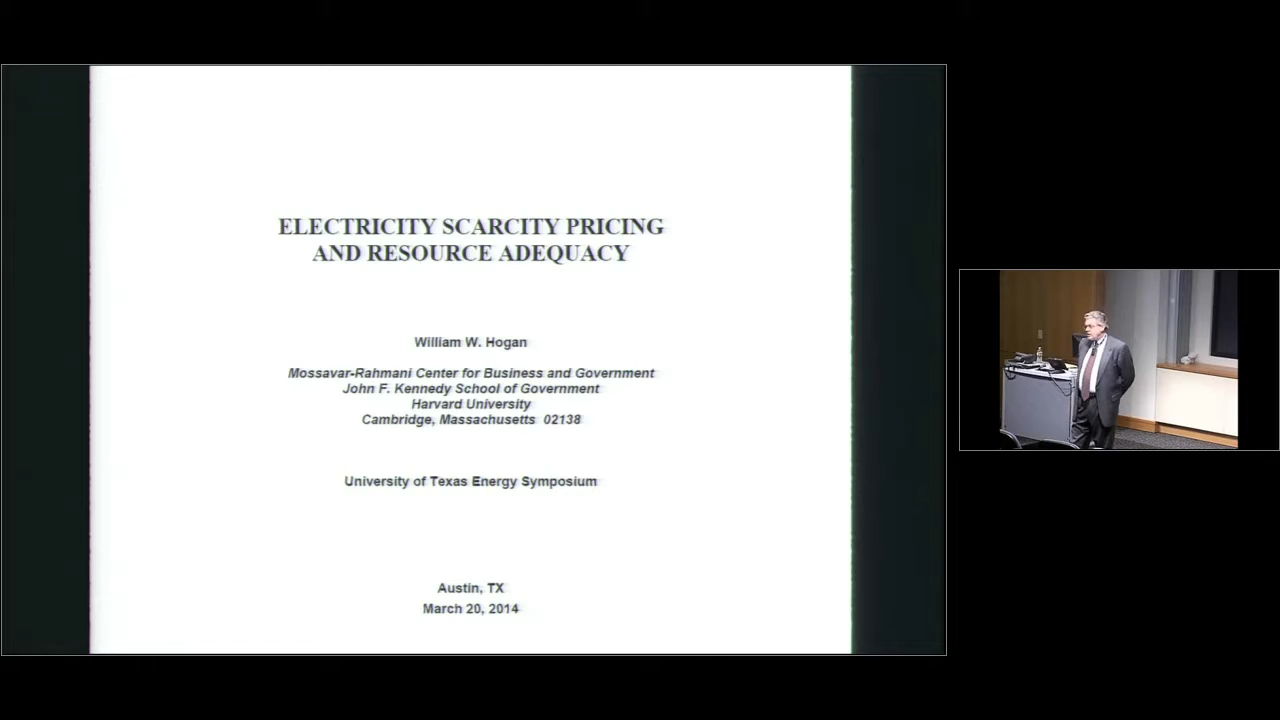 ELECTRICITY SCARCITY PRICING
AND RESOURCE ADEQUACY
William W. Hogan
Mossavar-Rahmani Center for Business and Government
John F. Kennedy School of Government
Harvard University
Cambridge, Massachusetts 02138
University of Texas Energy Symposium
Austin, TX
March 20, 2014